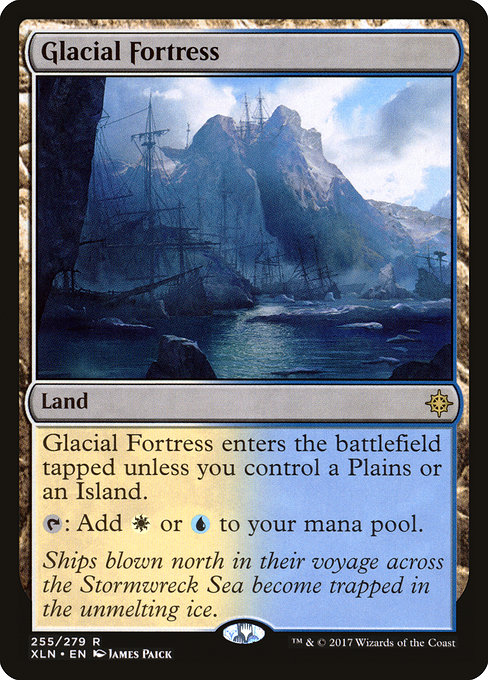 Glacial Fortress
Land
Glacial Fortress enters the battlefield
tapped unless you control a Plains or
an Island.
: Add or to your mana pool.
Ships blown north in their voyage across
the Stormwreck Sea become trapped in
the unmelting ice.
255/279 R
XLN • EN James Paick
™ & © 2017 Wizards of the Coast